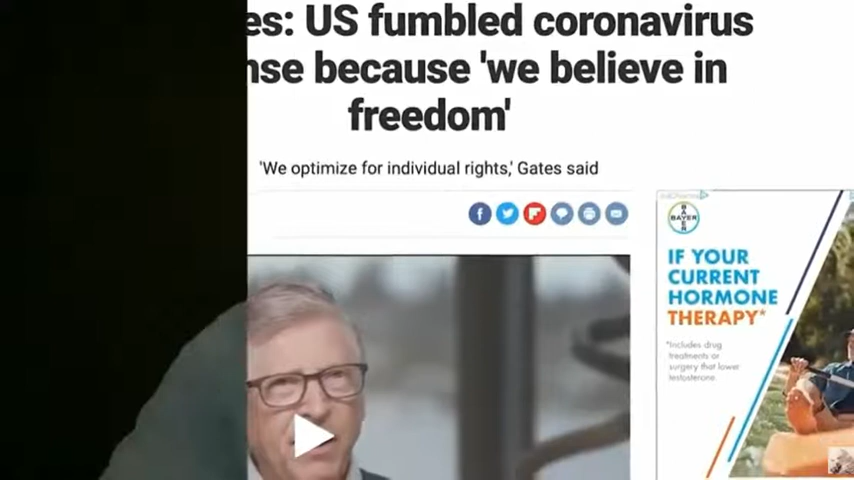 es: US fumbled coronavirus
nse because 'we believe in
freedom'
'We optimize for individual rights,' Gates said
BAYER
IF YOUR
CURRENT
HORMONE
THERAPY*
*Includes drug
treatments or
surgery that lower
testosterone.